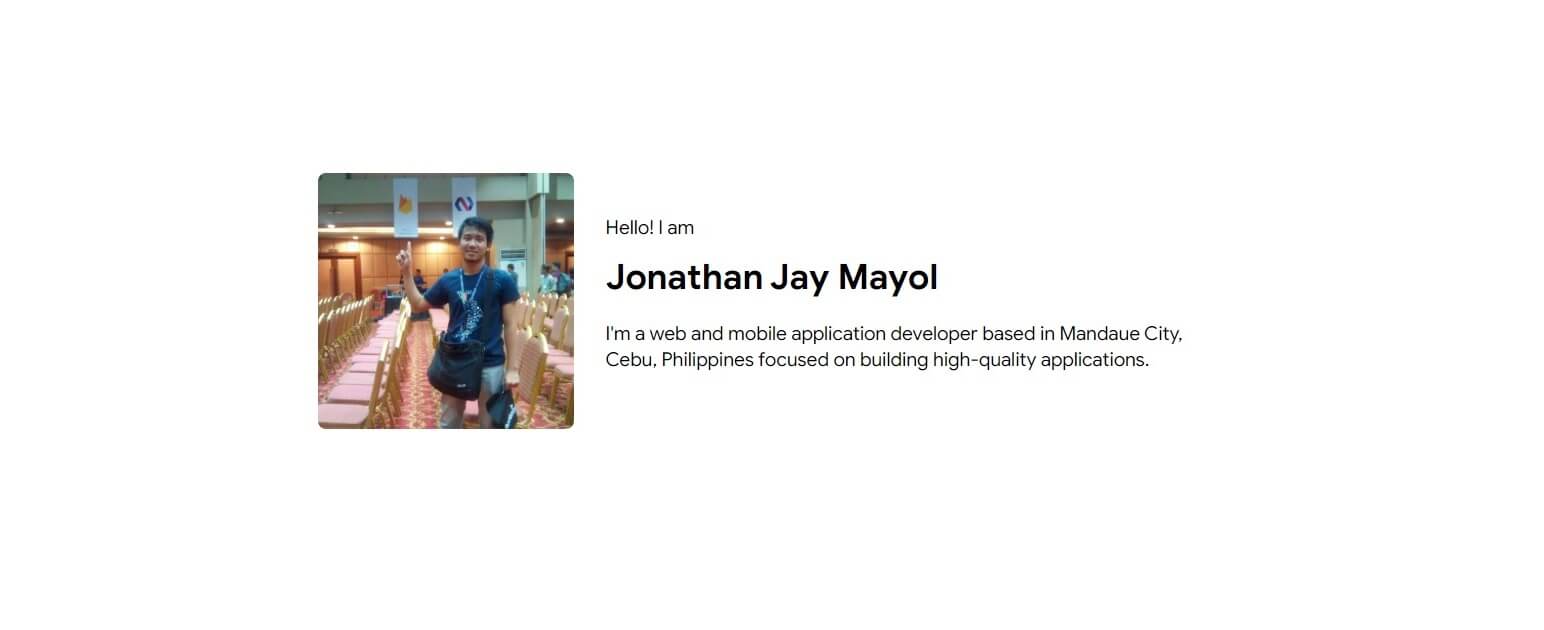 Hello! I am
Jonathan Jay Mayol
I'm a web and mobile application developer based in Mandaue City,
Cebu, Philippines focused on building high-quality applications.